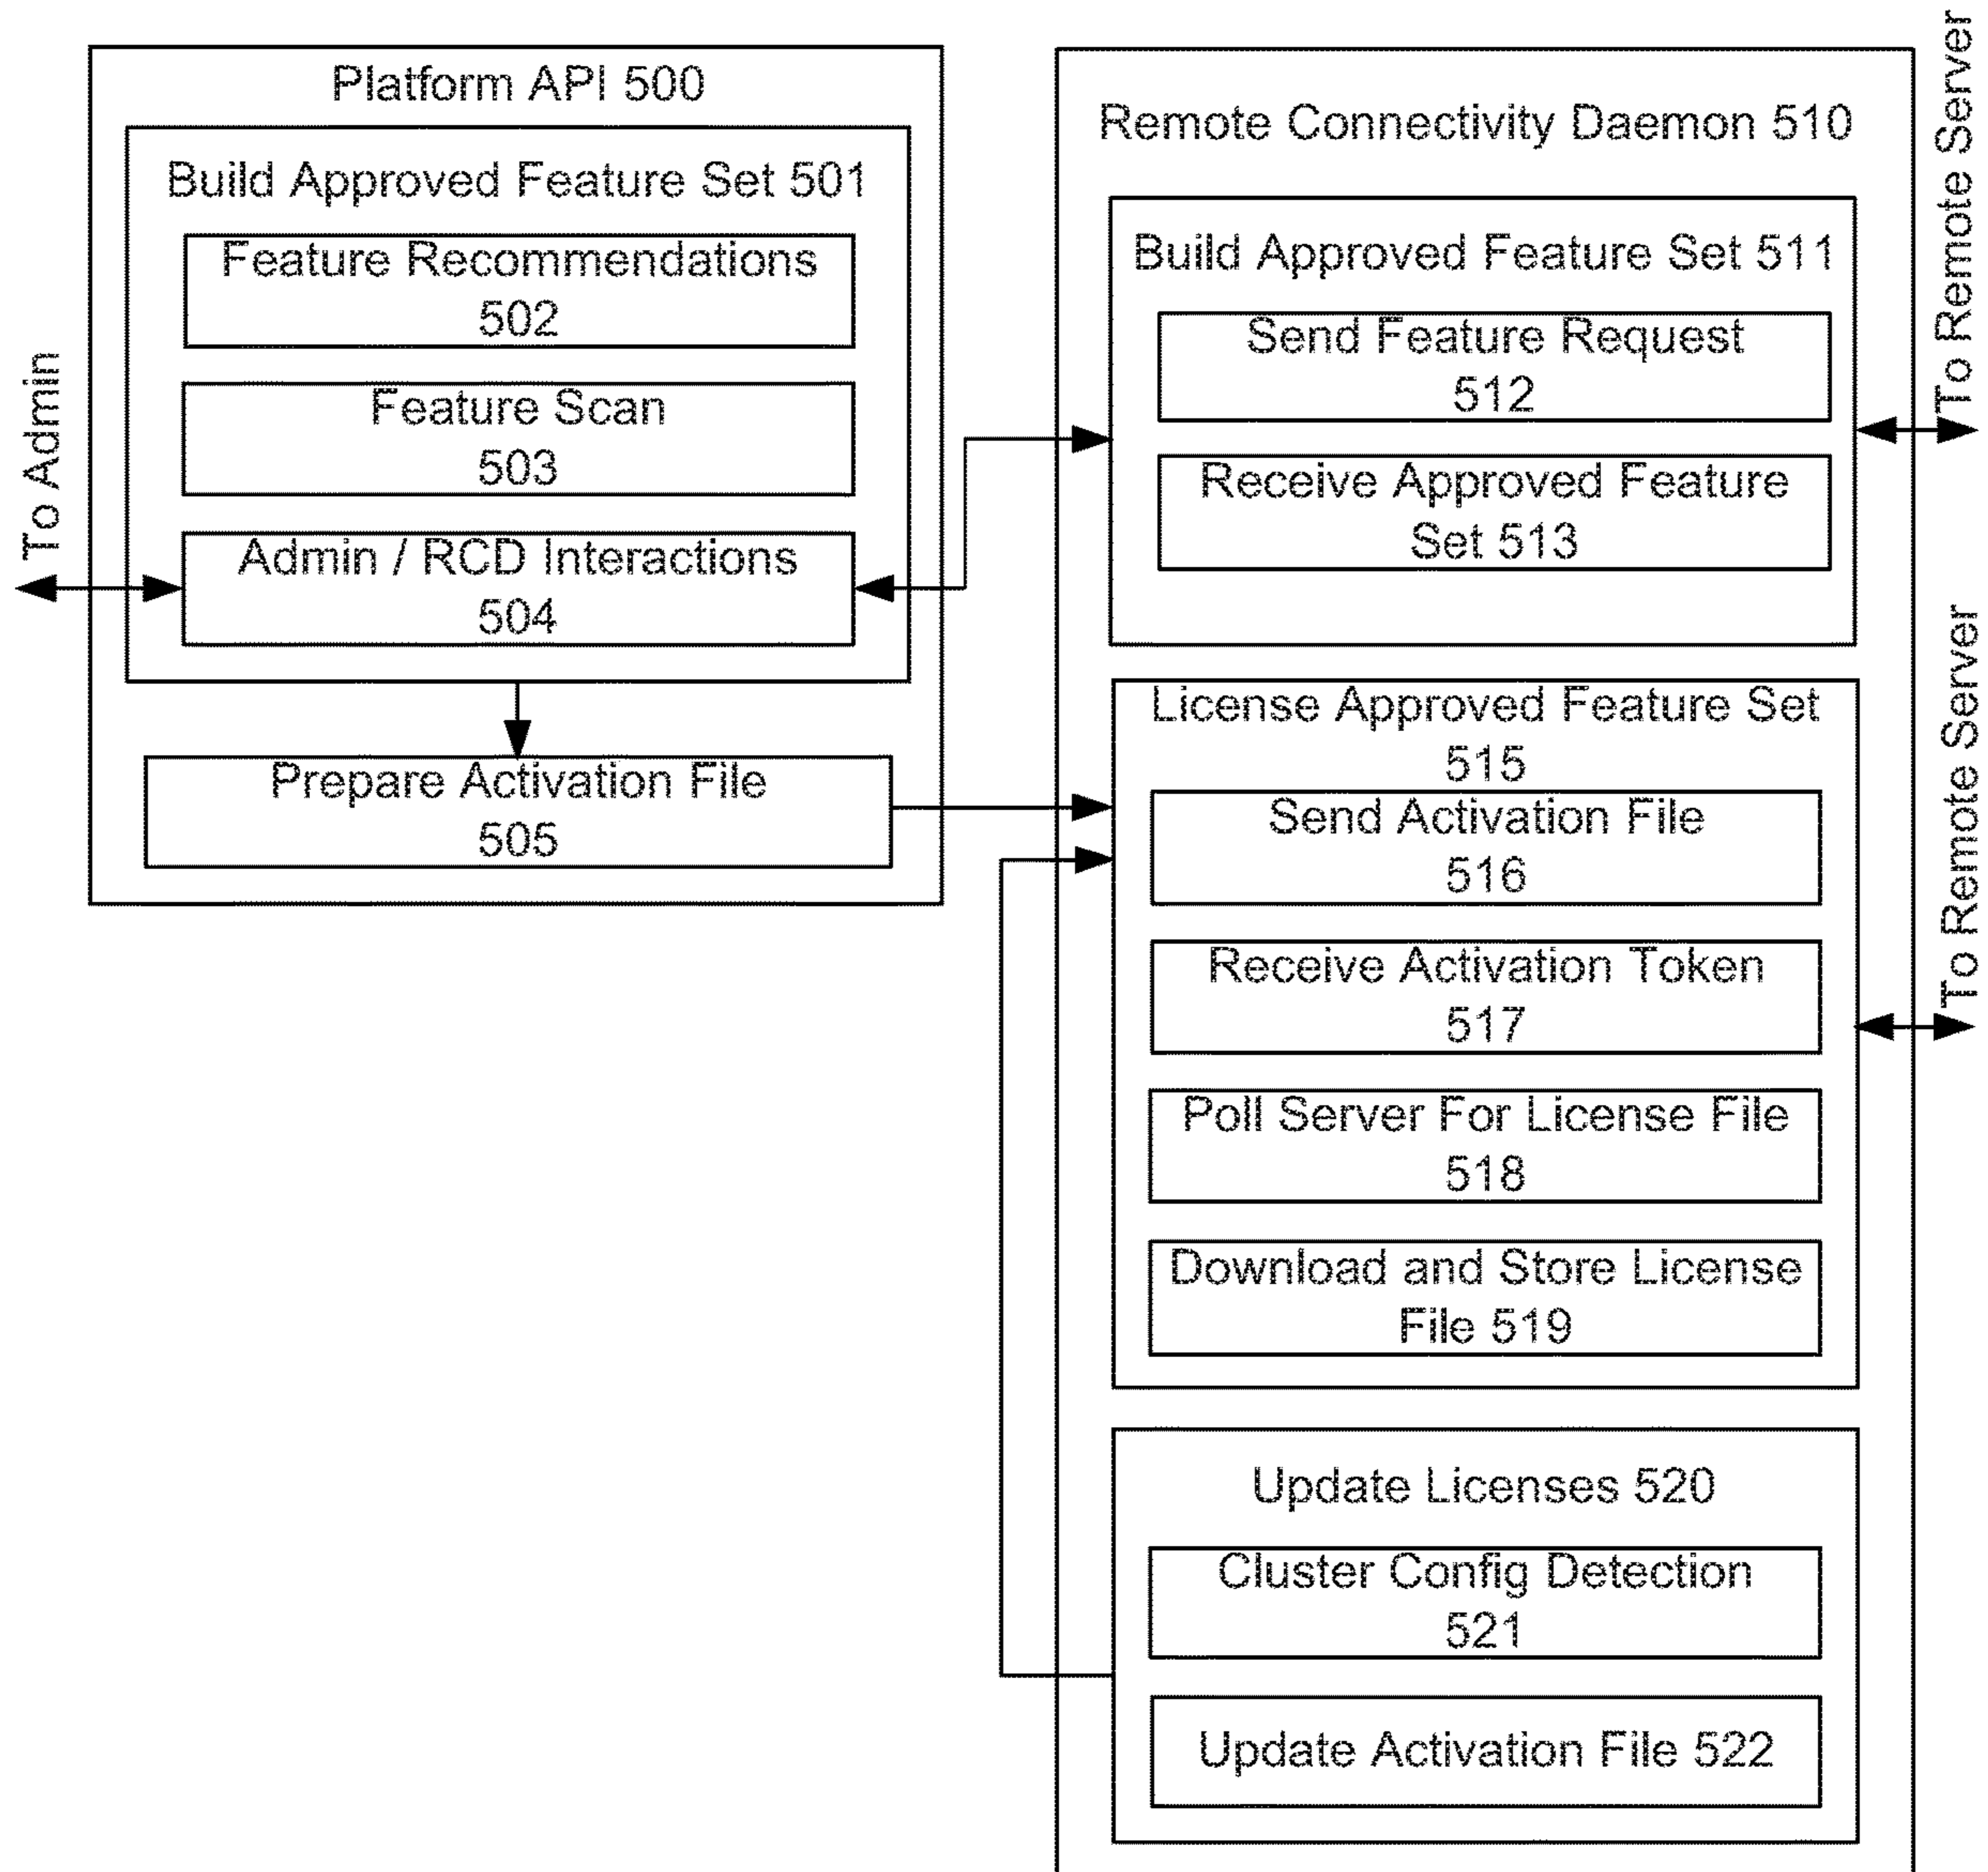 To Admin
Platform API 500
Build Approved Feature Set 501
Feature Recommendations
502
Feature Scan
503
Admin / RCD Interactions
504
Prepare Activation File
505
Remote Connectivity Daemon 510
Build Approved Feature Set 511
Send Feature Request
512
Receive Approved Feature
Set 513
To Remote Server
License Approved Feature Set
515
Send Activation File
516
Receive Activation Token
517
Poll Server For License File
518
Download and Store License
File 519
To Remote Server
Update Licenses 520
Cluster Config Detection
521
Update Activation File 522